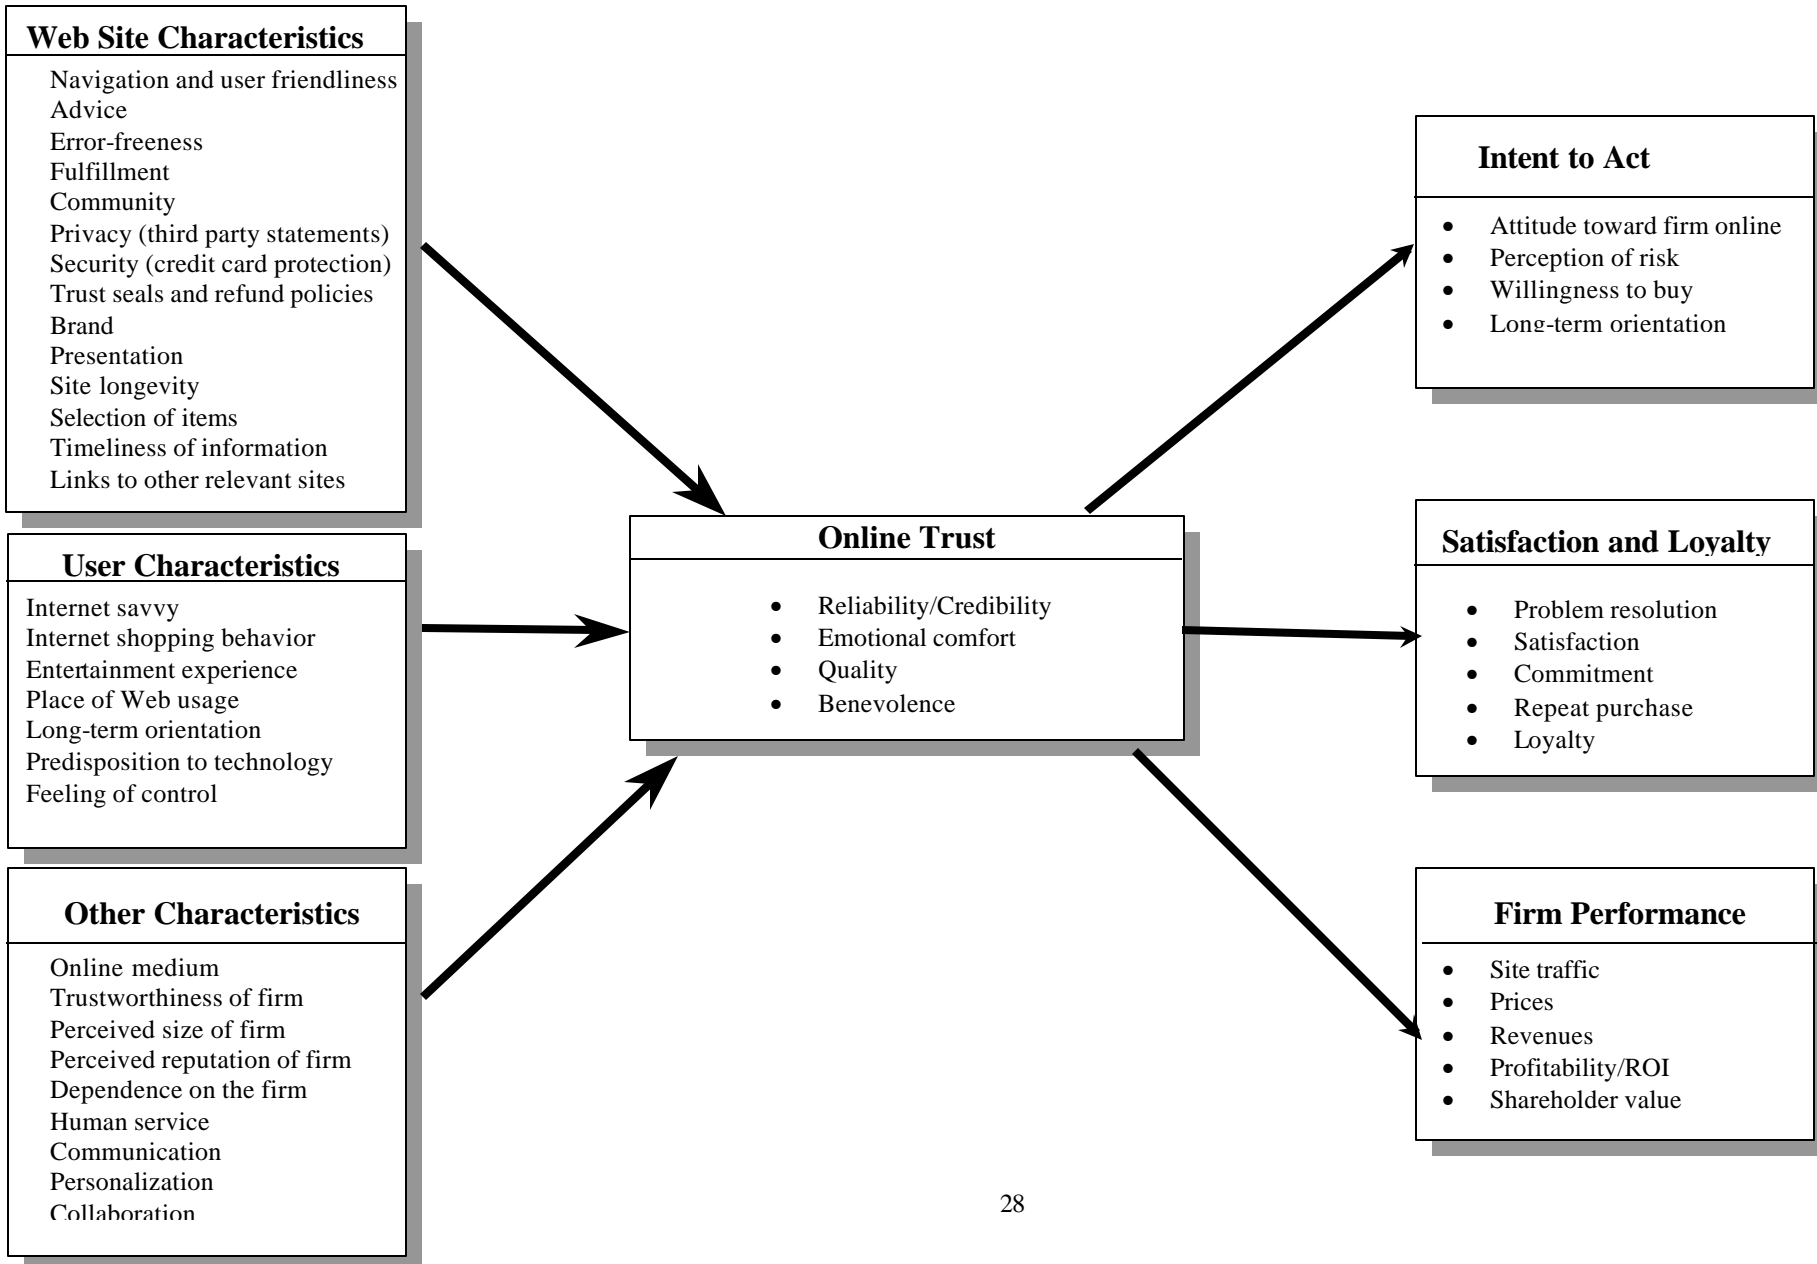 Web Site Characteristics
Navigation and user friendliness
Advice
Error-freeness
Fulfillment
Community
Privacy (third party statements)
Security (credit card protection)
Trust seals and refund policies
Brand
Presentation
Site longevity
Selection of items
Timeliness of information
Links to other relevant sites
User Characteristics
Internet savvy
Internet shopping behavior
Entertainment experience
Place of Web usage
Long-term orientation
Predisposition to technology
Feeling of control
Other Characteristics
Online medium
Trustworthiness of firm
Perceived size of firm
Perceived reputation of firm
Dependence on the firm
Human service
Communication
Personalization
Collaboration
Online Trust
• Reliability/Credibility
• Emotional comfort
• Quality
• Benevolence
Intent to Act
• Attitude toward firm online
• Perception of risk
• Willingness to buy
• Long-term orientation
Satisfaction and Loyalty
• Problem resolution
• Satisfaction
• Commitment
• Repeat purchase
• Loyalty
Firm Performance
• Site traffic
• Prices
• Revenues
• Profitability/ROI
• Shareholder value
28